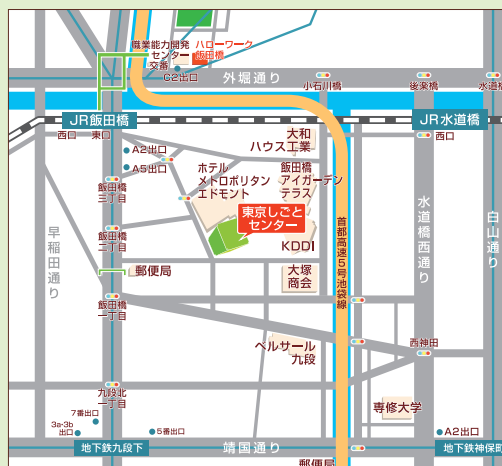 職業能力開発
センター
ハローワーク
飯田橋
交番
C2出口
外堀通り
小石川橋
後楽橋
水道橋
JR飯田橋
JR水道橋
西口
東口
西口
大和
ハウス工業
A2出口
A5出口
ホテル
メトロポリタン
エドモント
飯田橋
アイガーデン
テラス
飯田橋
三丁目
東京しごと
センター
首都高速5号池袋線
水道橋西通り
白山通り
早稲田通り
飯田橋
二丁目
KDDI
郵便局
大塚
商会
飯田橋
一丁目
ベルサール
九段
西神田
九段北
一丁目
専修大学
7番出口
3a・3b
出口
5番出口
A2出口
地下鉄九段下
靖国通り
地下鉄神保町
郵便局